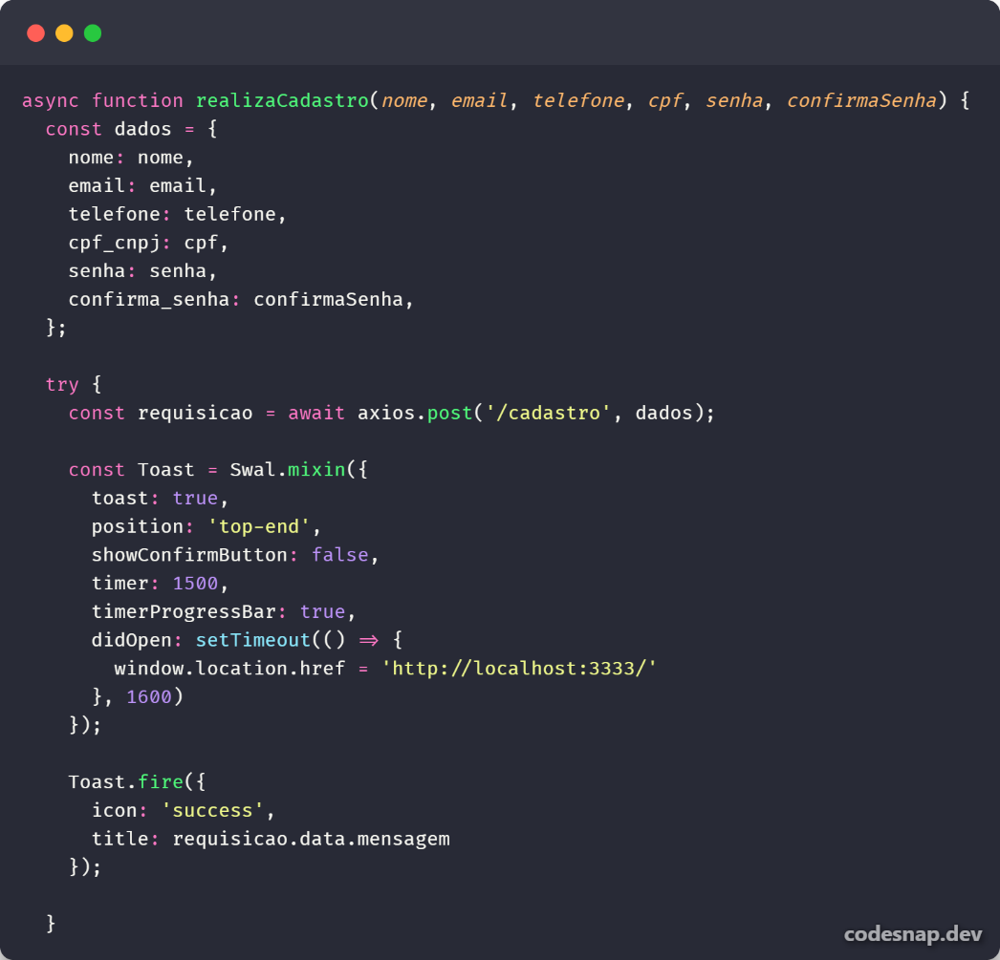 async function realizaCadastro(nome, email, telefone, cpf, senha, confirmaSenha) {
  const dados = {
    nome: nome,
    email: email,
    telefone: telefone,
    cpf_cnpj: cpf,
    senha: senha,
    confirma_senha: confirmaSenha,
  };

  try {
    const requisicao = await axios.post('/cadastro', dados);

    const Toast = Swal.mixin({
      toast: true,
      position: 'top-end',
      showConfirmButton: false,
      timer: 1500,
      timerProgressBar: true,
      didOpen: setTimeout(() => {
        window.location.href = 'http://localhost:3333/'
      }, 1600)
    });

    Toast.fire({
      icon: 'success',
      title: requisicao.data.mensagem
    });

  }
codesnap.dev